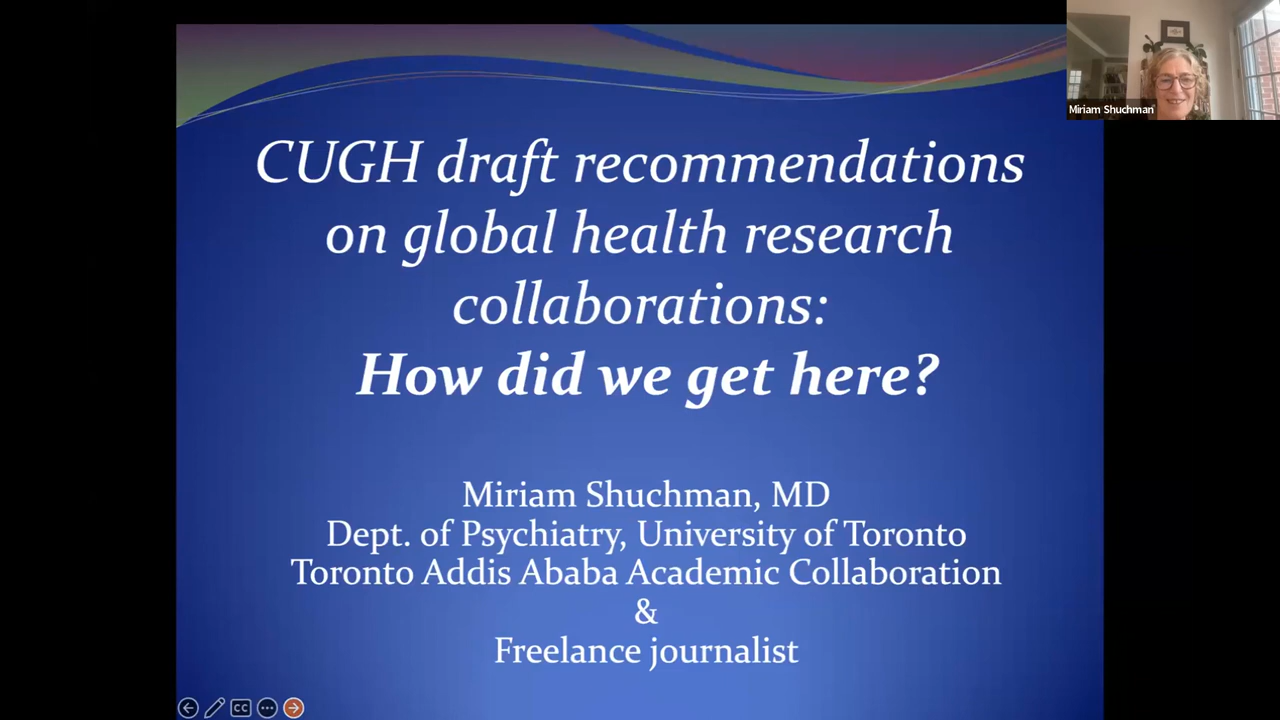 Miriam Shuchman
CUGH draft recommendations
on global health research
collaborations:
How did we get here?
Miriam Shuchman, MD
Dept. of Psychiatry, University of Toronto
Toronto Addis Ababa Academic Collaboration
&
Freelance journalist
CC